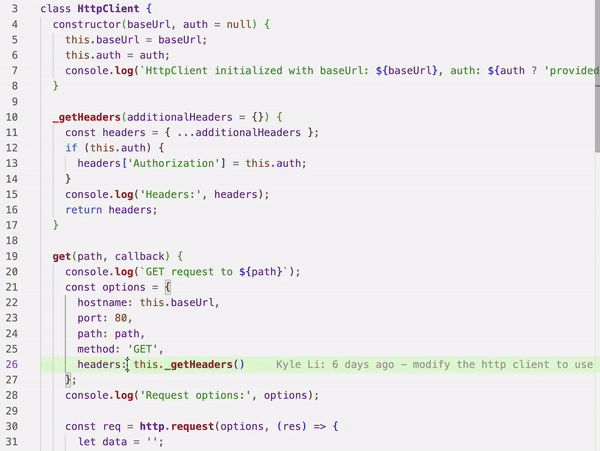 3 class HttpClient {
4 constructor(baseUrl, auth = null) {
5 this.baseUrl = baseUrl;
6 this.auth = auth;
7 console.log(`HttpClient initialized with baseUrl: ${baseUrl}, auth: ${auth ? 'provided
8 }
9
10 _getHeaders(additionalHeaders = {}) {
11 const headers = { ...additionalHeaders };
12 if (this.auth) {
13 headers['Authorization'] = this.auth;
14 }
15 console.log('Headers:', headers);
16 return headers;
17 }
18
19 get(path, callback) {
20 console.log(`GET request to ${path}`);
21 const options = {
22 hostname: this.baseUrl,
23 port: 80,
24 path: path,
25 method: 'GET',
26 headers: this._getHeaders() Kyle Li: 6 days ago – modify the http client to use
27 };
28 console.log('Request options:', options);
29
30 const req = http.request(options, (res) => {
31 let data = '';